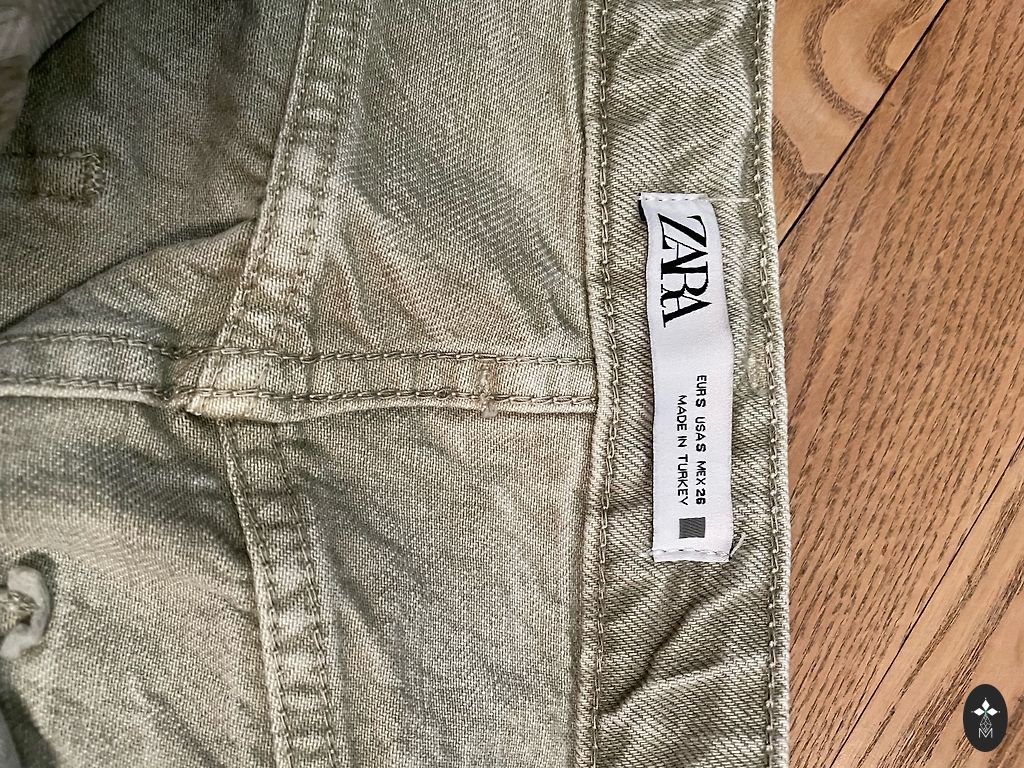 ZARA
EUR S USA S MEX 26
MADE IN TURKEY
M